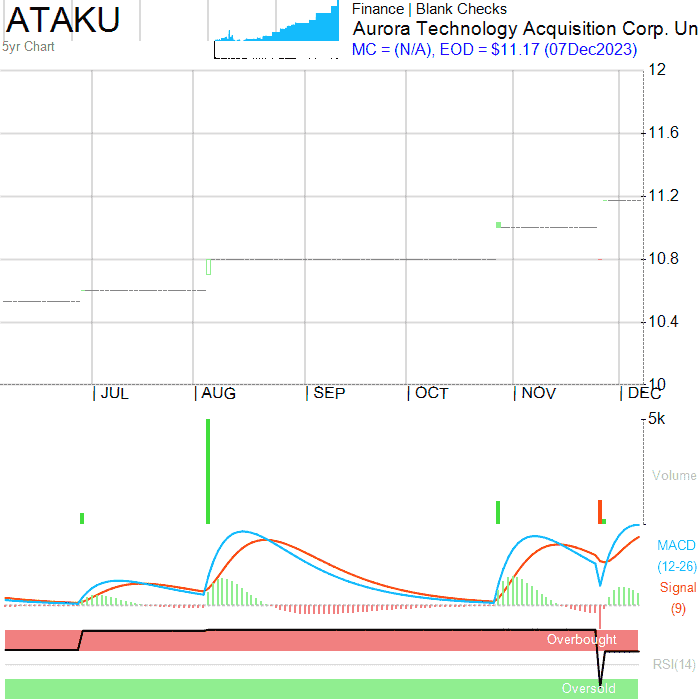 ATAKU
5yr Chart
Finance | Blank Checks
Aurora Technology Acquisition Corp. Un
MC = (N/A), EOD = $11.17 (07Dec2023)
12
11.6
11.2
10.8
10.4
10
JUL
AUG
SEP
OCT
NOV
DEC
5k
Volume
MACD
(12-26)
Signal
(9)
Overbought
RSI(14)
Oversold